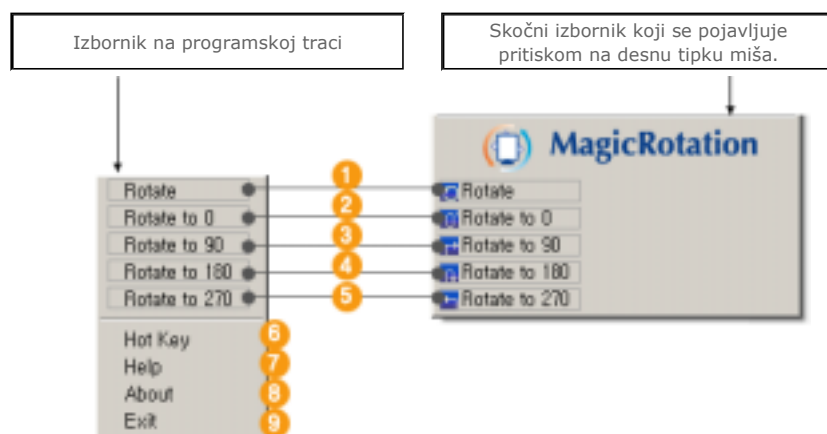 Izbornik na programskoj traci
Skočni izbornik koji se pojavljuje
pritiskom na desnu tipku miša.
MagicRotation
Rotate
Rotate to 0
Rotate to 90
Rotate to 180
Rotate to 270
Hot Key
Help
About
Exit
1
2
3
4
5
6
7
8
9
Rotate
Rotate to 0
Rotate to 90
Rotate to 180
Rotate to 270